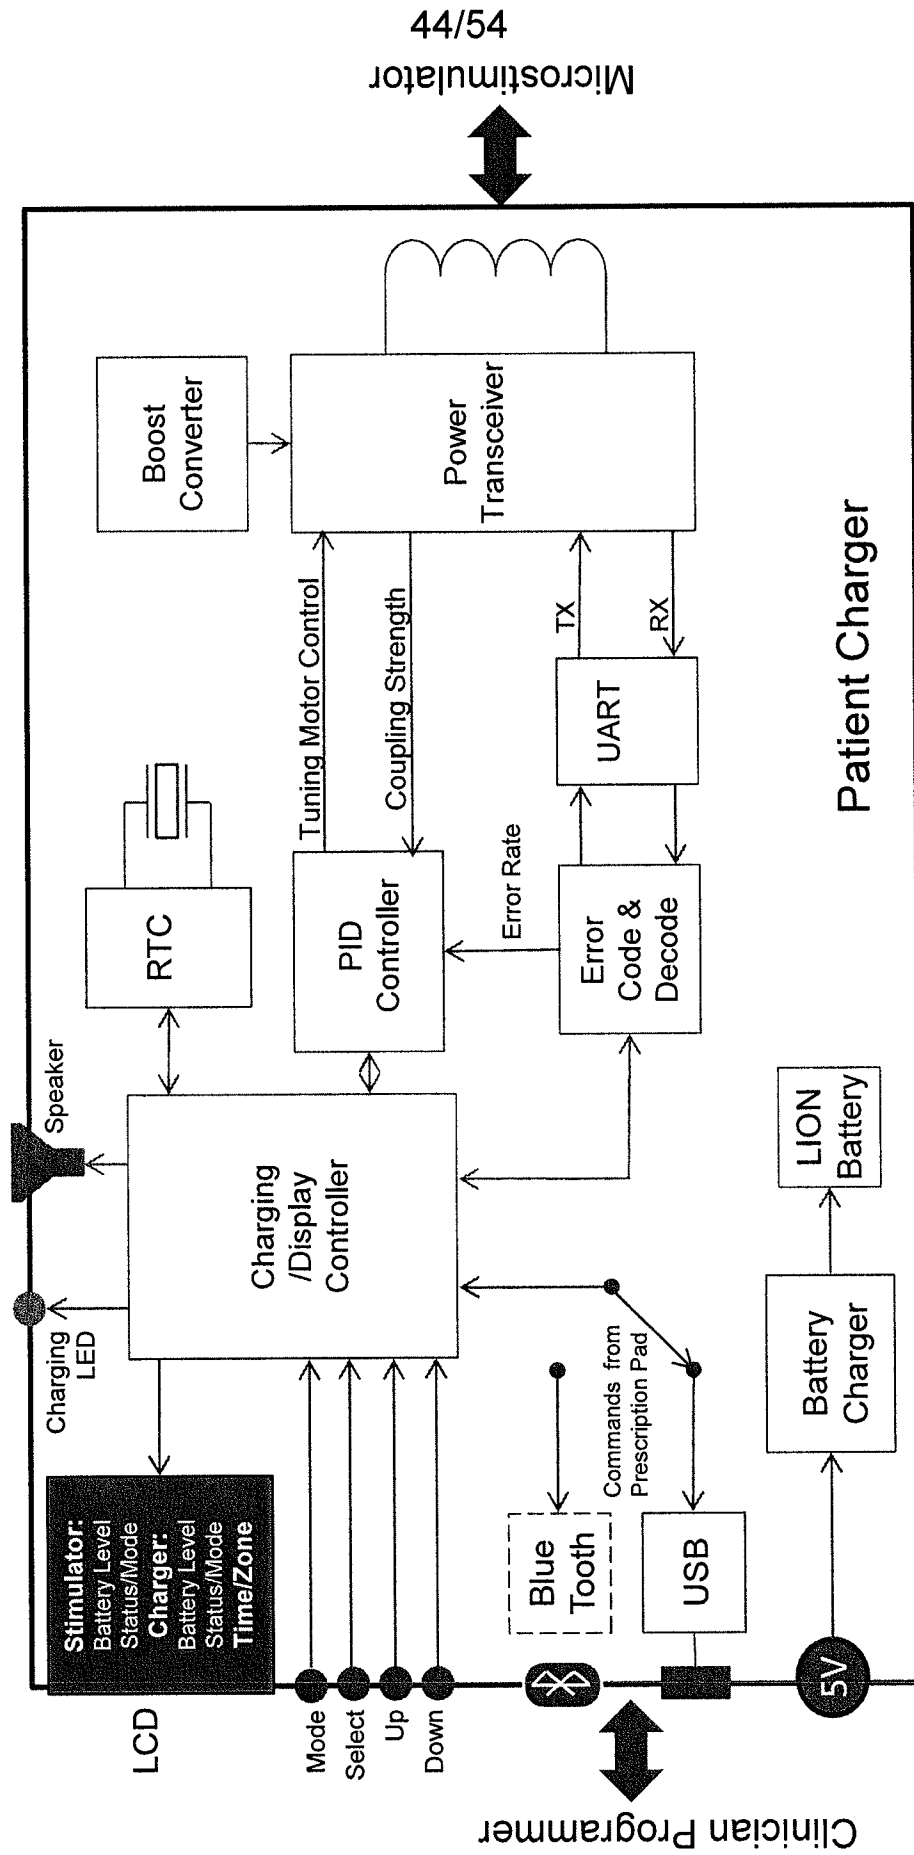 44/54
Microstimulator
Boost
Converter
Power
Transceiver
Tuning Motor Control
Coupling Strength
TX
RX
UART
Patient Charger
RTC
PID
Controller
Error Rate
Error
Code &
Decode
Speaker
Charging
/Display
Controller
LION
Battery
Charging
LED
Commands from
Prescription Pad
Battery
Charger
Stimulator:
Battery Level
Status/Mode
Charger:
Battery Level
Status/Mode
Time/Zone
LCD
Blue
Tooth
USB
5V
Mode
Select
Up
Down
Clinician Programmer